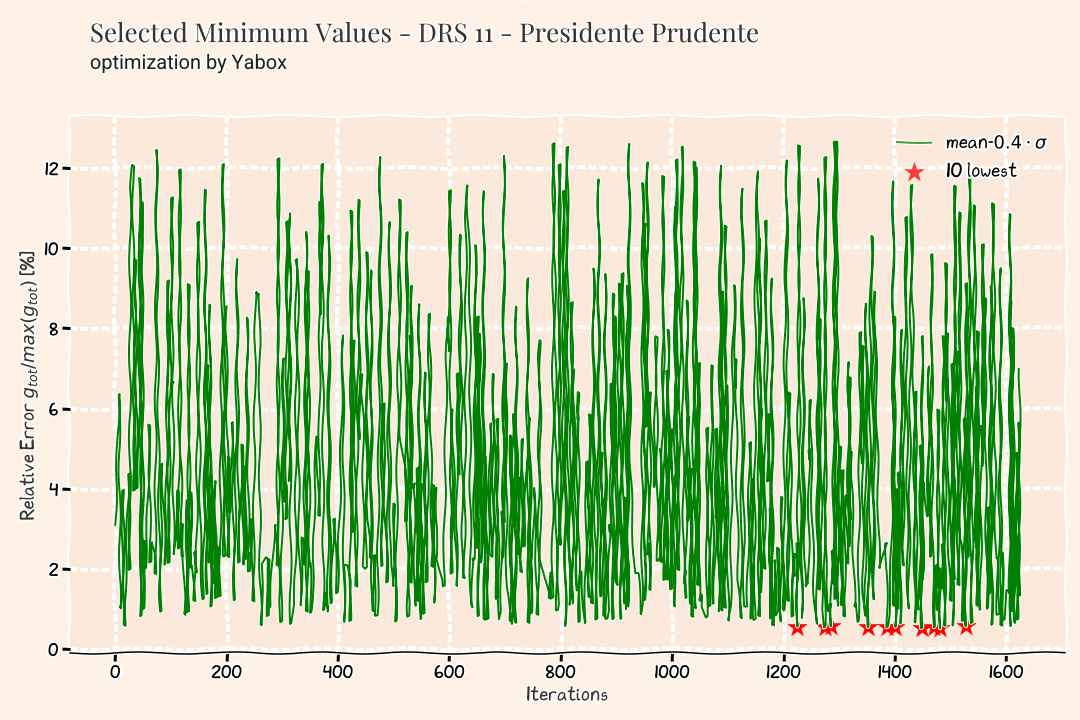 Selected Minimum Values - DRS 11 - Presidente Prudente
optimization by Yabox
mean-0.4 · σ
10 lowest
Relative Error g_tot/max(g_tot) [%]
12
10
8
6
4
2
0
0 200 400 600 800 1000 1200 1400 1600
Iterations